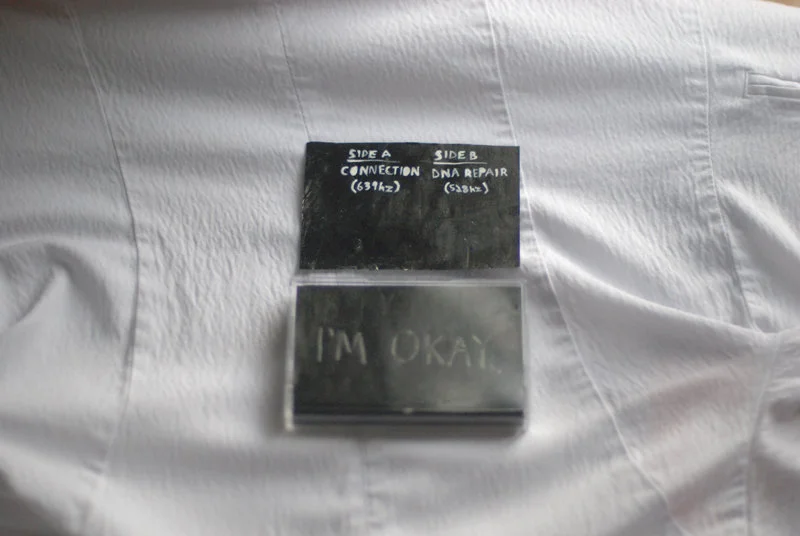 SIDE A SIDE B
CONNECTION DNA REPAIR
(639hz) (528hz)
I'M OKAY.